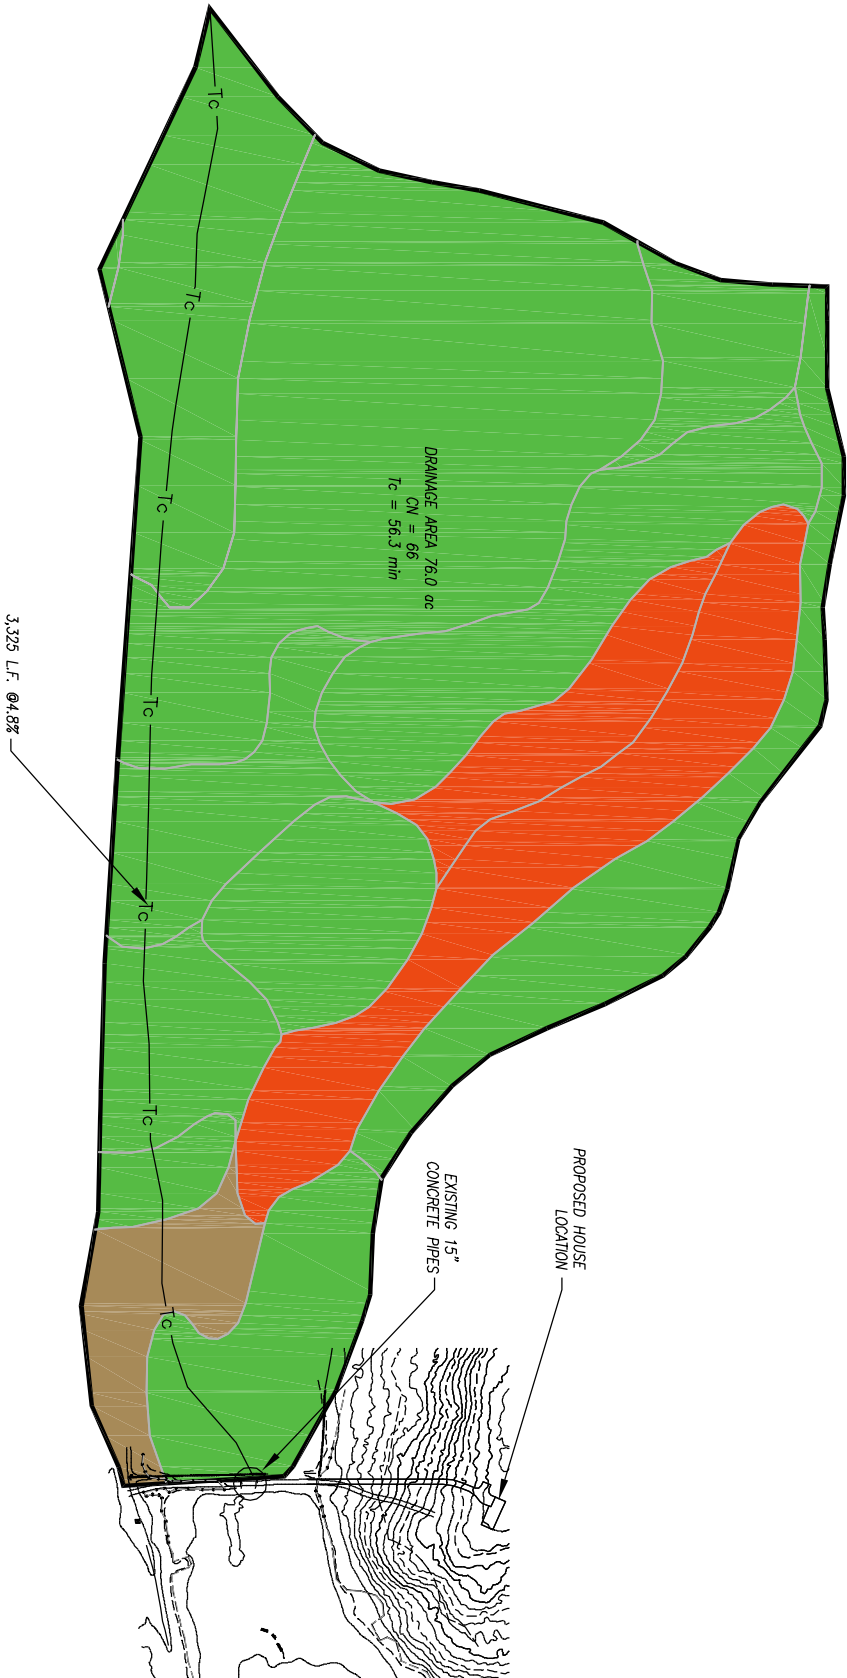 Tc
Tc
DRAINAGE AREA 76.0 ac
CN = 66
Tc = 56.3 min
Tc
3,325 L.F. @4.8%
Tc
Tc
Tc
PROPOSED HOUSE
LOCATION
EXISTING 15"
CONCRETE PIPES
Tc